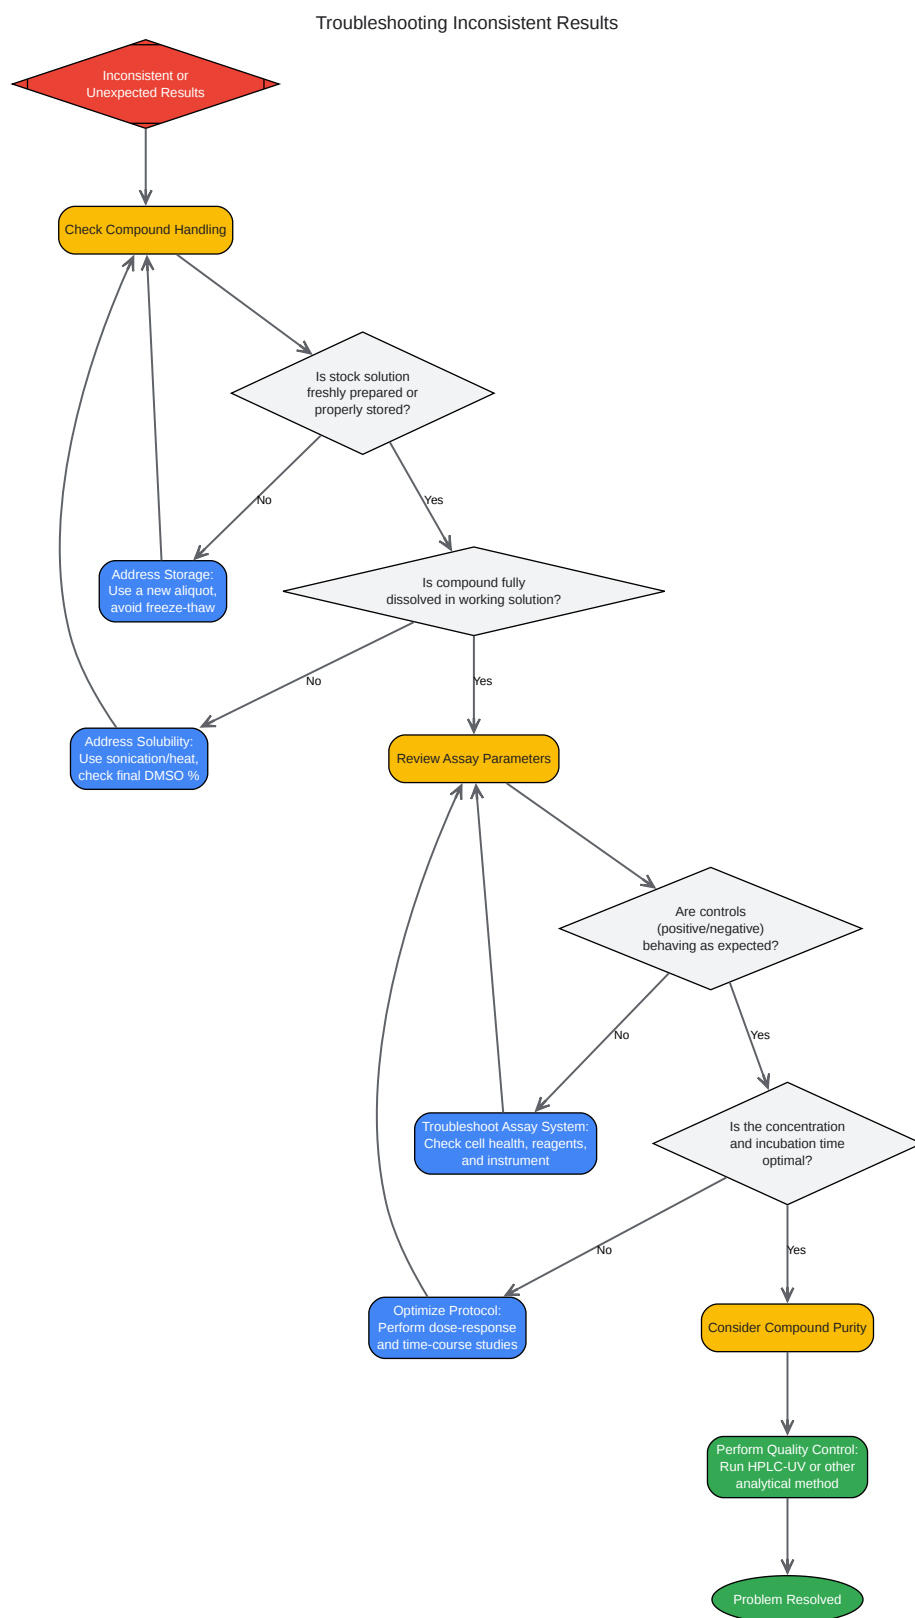 Troubleshooting Inconsistent Results
Inconsistent or
Unexpected Results
Check Compound Handling
Is stock solution
freshly prepared or
properly stored?
No
Yes
Address Storage:
Use a new aliquot,
avoid freeze-thaw
Is compound fully
dissolved in working solution?
No
Yes
Address Solubility:
Use sonication/heat,
check final DMSO %
Review Assay Parameters
Are controls
(positive/negative)
behaving as expected?
No
Yes
Troubleshoot Assay System:
Check cell health, reagents,
and instrument
Is the concentration
and incubation time
optimal?
No
Yes
Optimize Protocol:
Perform dose-response
and time-course studies
Consider Compound Purity
Perform Quality Control:
Run HPLC-UV or other
analytical method
Problem Resolved